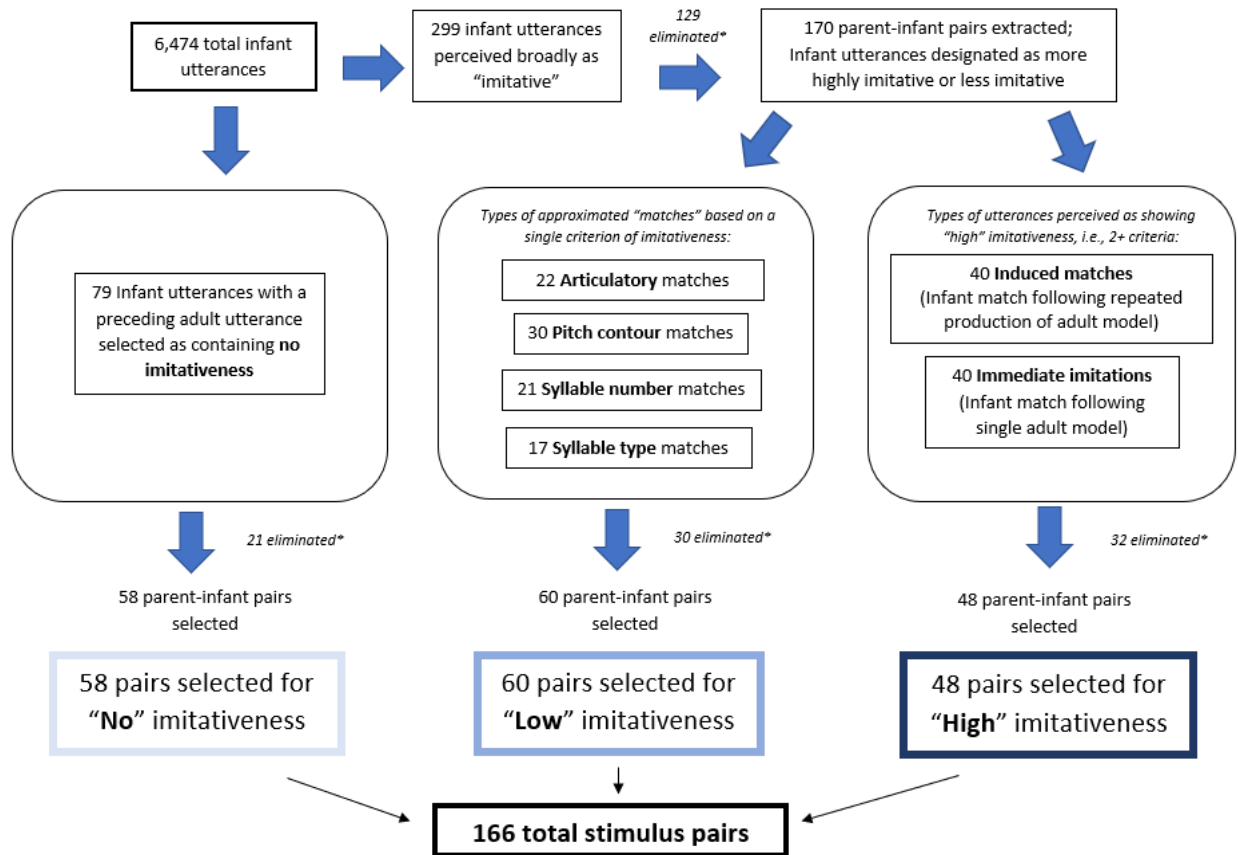 6,474 total infant
utterances
299 infant utterances
perceived broadly as
“imitative”
129
eliminated*
170 parent-infant pairs extracted;
Infant utterances designated as more
highly imitative or less imitative
79 Infant utterances with a
preceding adult utterance
selected as containing no
imitativeness
Types of approximated “matches” based on a
single criterion of imitativeness:
22 Articulatory matches
30 Pitch contour matches
21 Syllable number matches
17 Syllable type matches
Types of utterances perceived as showing
“high” imitativeness, i.e., 2+ criteria:
40 Induced matches
(Infant match following repeated
production of adult model)
40 Immediate imitations
(Infant match following
single adult model)
21 eliminated*
30 eliminated*
32 eliminated*
58 parent-infant pairs
selected
60 parent-infant pairs
selected
48 parent-infant pairs
selected
58 pairs selected for
“No” imitativeness
60 pairs selected for
“Low” imitativeness
48 pairs selected for
“High” imitativeness
166 total stimulus pairs